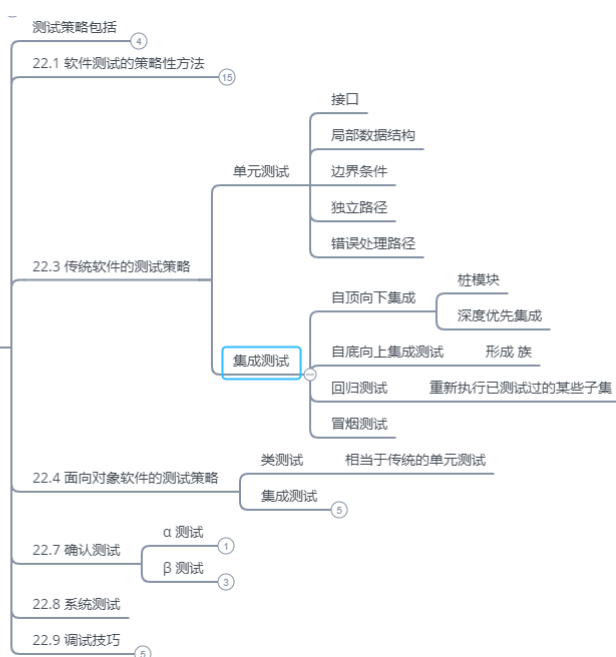 测试策略包括
4
22.1 软件测试的策略性方法
15
22.3 传统软件的测试策略
单元测试
接口
局部数据结构
边界条件
独立路径
错误处理路径
集成测试
自顶向下集成
桩模块
深度优先集成
自底向上集成测试 形成 族
回归测试 重新执行已测试过的某些子集
冒烟测试
22.4 面向对象软件的测试策略
类测试 相当于传统的单元测试
集成测试
5
22.7 确认测试
α 测试
1
β 测试
3
22.8 系统测试
22.9 调试技巧
5